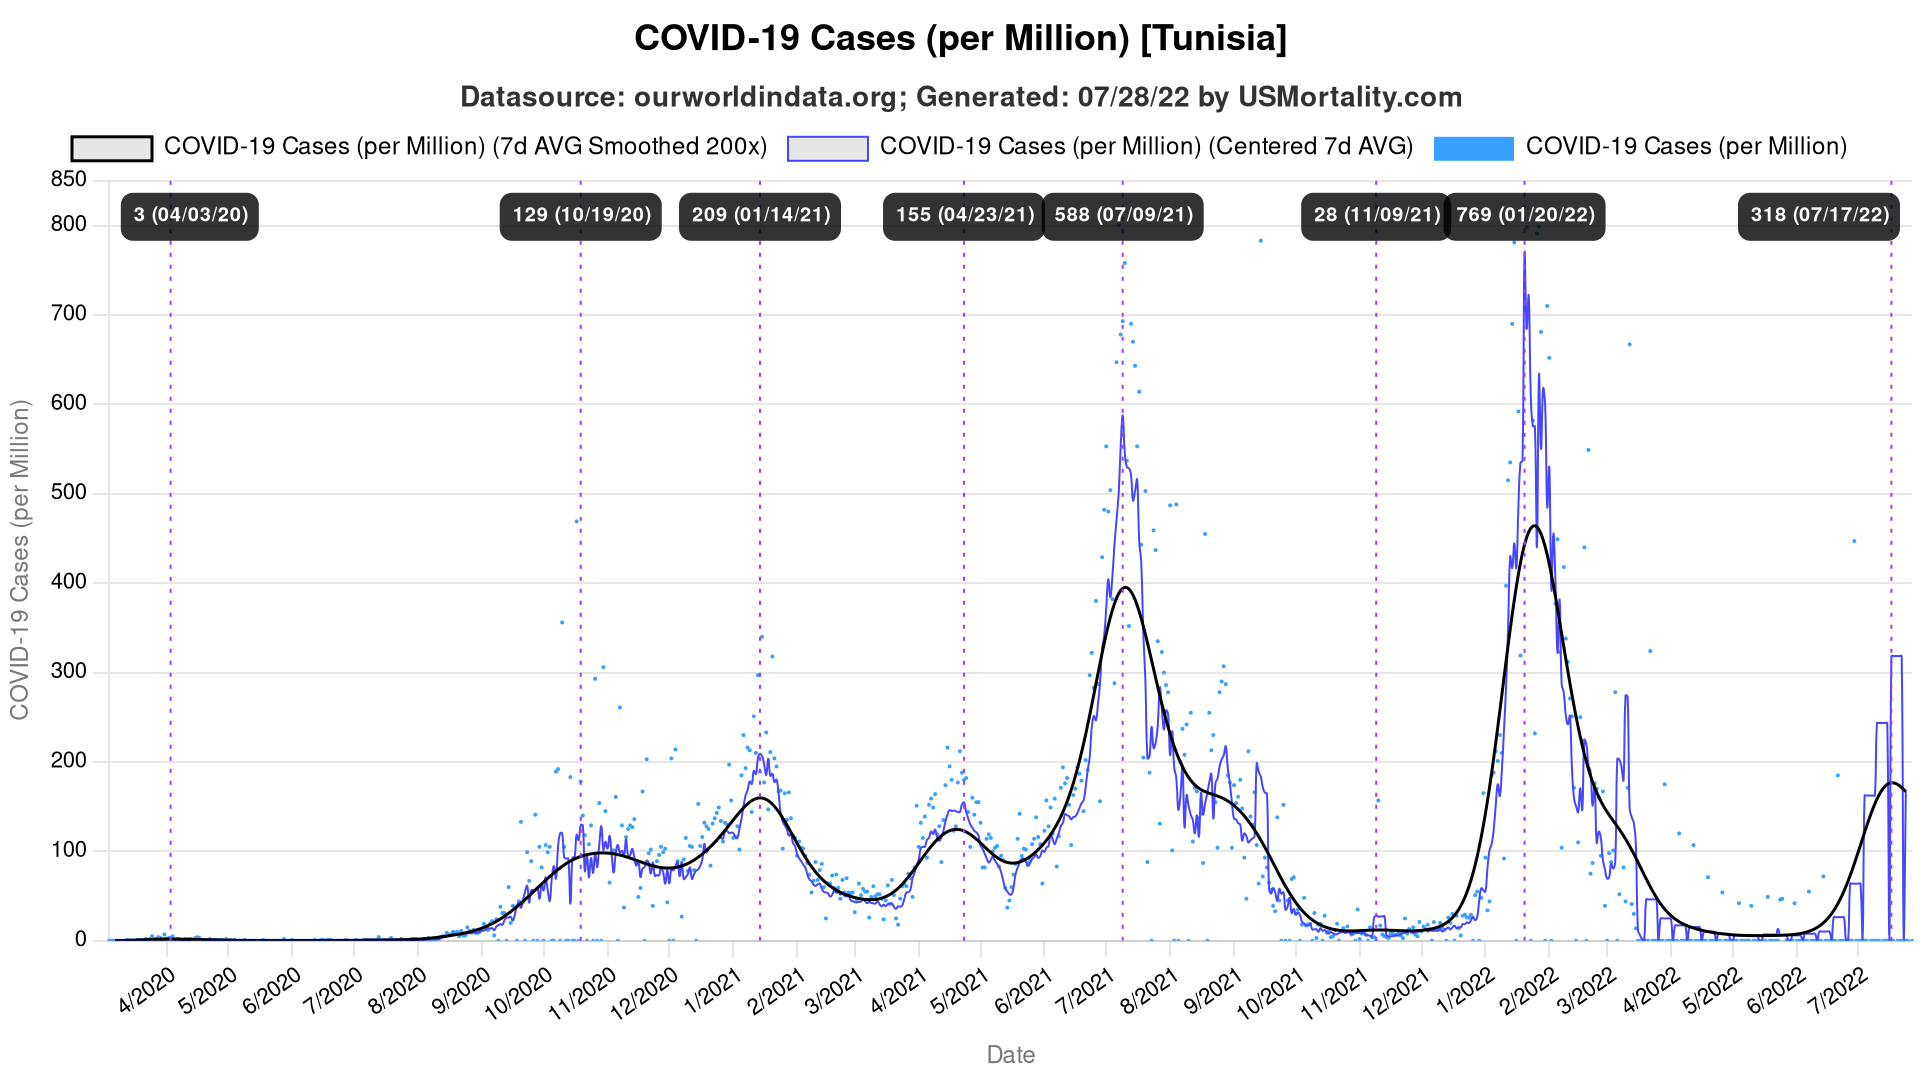 COVID-19 Cases (per Million) [Tunisia]
Datasource: ourworldindata.org; Generated: 07/28/22 by USMortality.com
COVID-19 Cases (per Million) (7d AVG Smoothed 200x) COVID-19 Cases (per Million) (Centered 7d AVG) COVID-19 Cases (per Million)
850
3 (04/03/20) 129 (10/19/20) 209 (01/14/21) 155 (04/23/21) 588 (07/09/21) 28 (11/09/21) 769 (01/20/22) 318 (07/17/22)
800
700
600
500
400
300
200
100
0
COVID-19 Cases (per Million)
4/2020 5/2020 6/2020 7/2020 8/2020 9/2020 10/2020 11/2020 12/2020 1/2021 2/2021 3/2021 4/2021 5/2021 6/2021 7/2021 8/2021 9/2021 10/2021 11/2021 12/2021 1/2022 2/2022 3/2022 4/2022 5/2022 6/2022 7/2022
Date